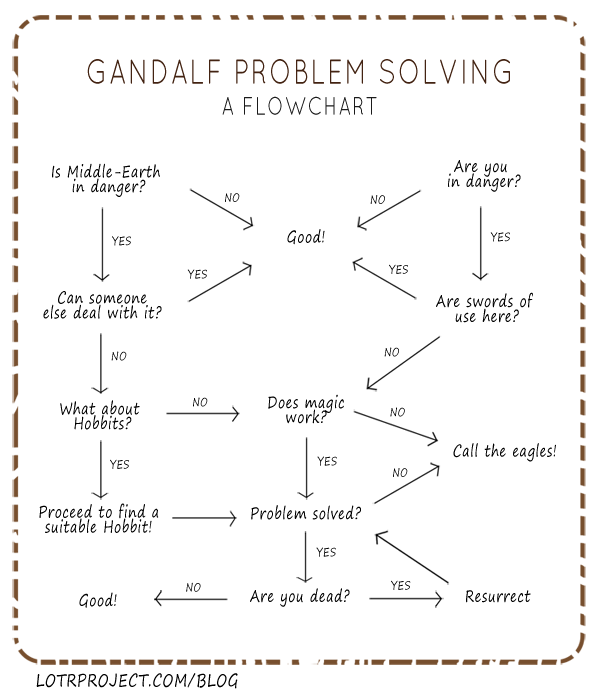 GANDALF PROBLEM SOLVING
A FLOWCHART
Is Middle-Earth
in danger?
Are you
in danger?
NO
NO
Good!
YES
YES
YES
YES
Can someone
else deal with it?
Are swords of
use here?
NO
NO
What about
Hobbits?
NO
Does magic
work?
NO
Call the eagles!
YES
YES
NO
Proceed to find a
suitable Hobbit!
Problem solved?
YES
Good!
NO
Are you dead?
YES
Resurrect
LOTRPROJECT.COM/BLOG